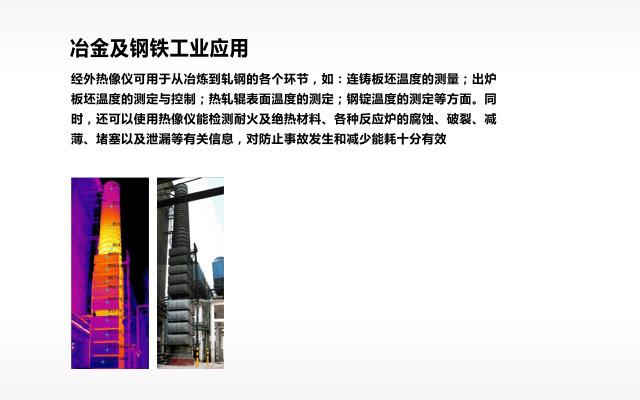 冶金及钢铁工业应用
经外热像仪可用于从冶炼到轧钢的各个环节，如：连铸板坯温度的测量；出炉
板坯温度的测定与控制；热轧辊表面温度的测定；钢锭温度的测定等方面。同
时，还可以使用热像仪能检测耐火及绝热材料、各种反应炉的腐蚀、破裂、减
薄、堵塞以及泄漏等有关信息，对防止事故发生和减少能耗十分有效